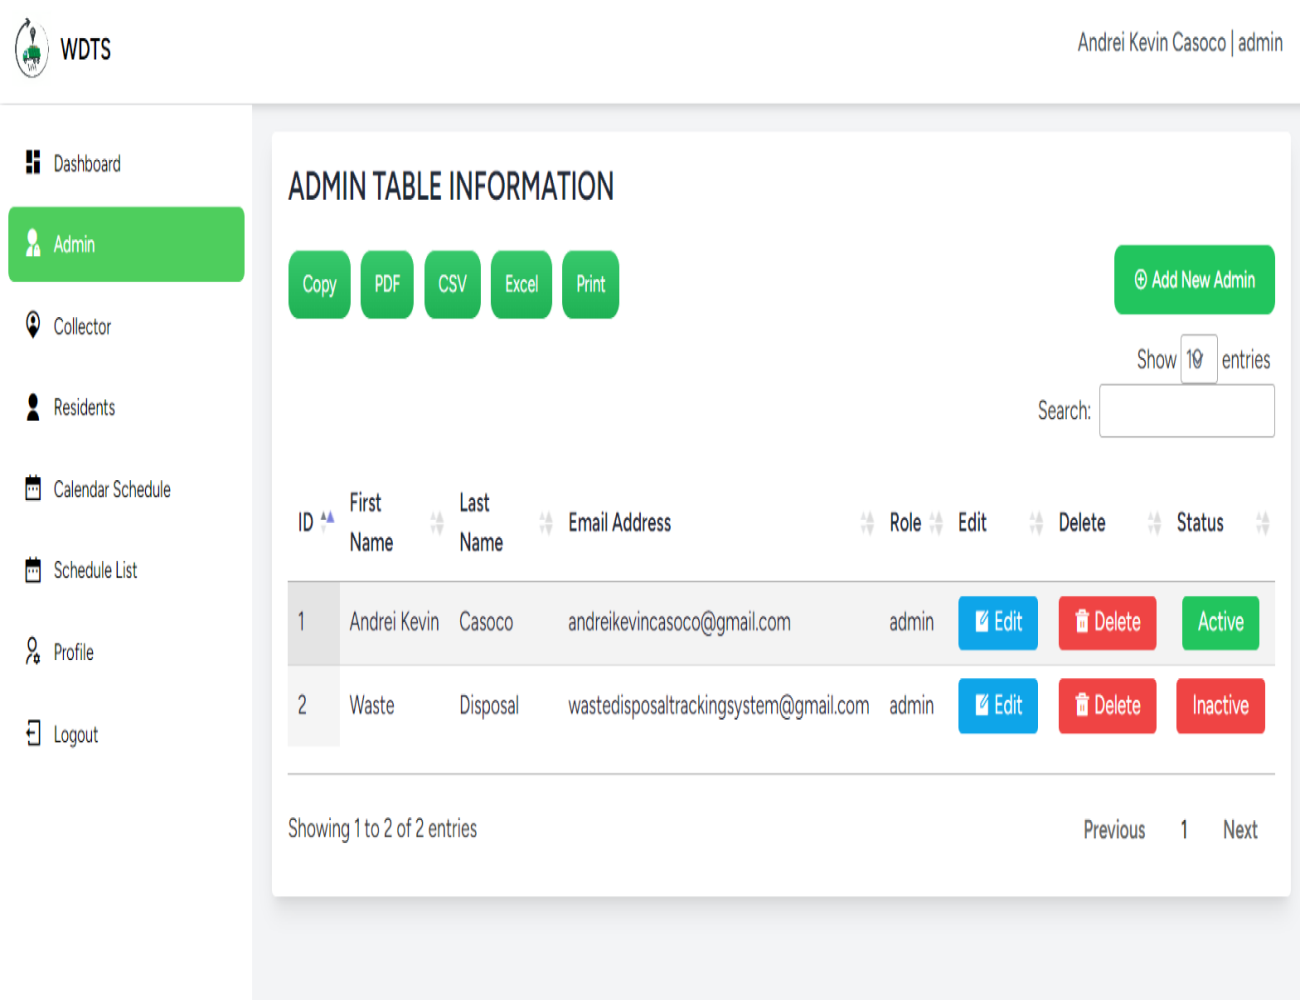 WDTS
Andrei Kevin Casoco | admin
Dashboard
Admin
Collector
Residents
Calendar Schedule
Schedule List
Profile
Logout
ADMIN TABLE INFORMATION
Copy PDF CSV Excel Print
Add New Admin
Show 10 entries
Search:
ID First Name Last Name Email Address Role Edit Delete Status
1 Andrei Kevin Casoco andreikevincasoco@gmail.com admin Edit Delete Active
2 Waste Disposal wastedisposaltrackingsystem@gmail.com admin Edit Delete Inactive
Showing 1 to 2 of 2 entries
Previous 1 Next